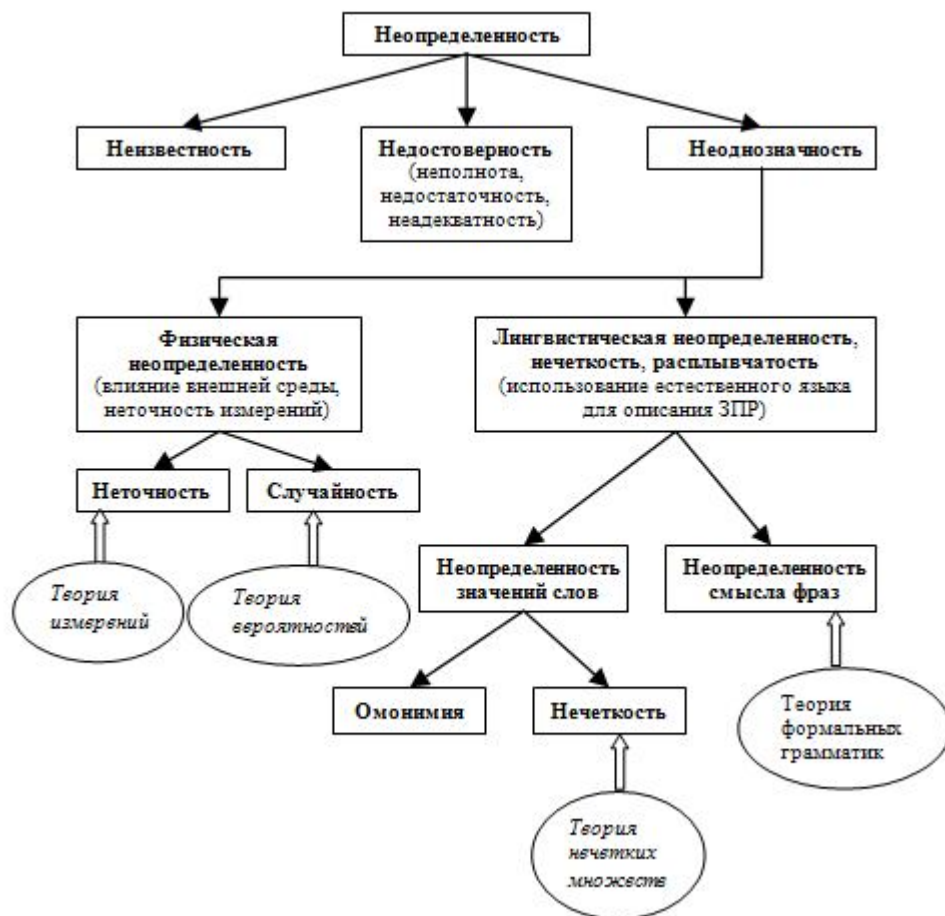 Неопределенность
Неизвестность
Недостоверность
(неполнота,
недостаточность,
неадекватность)
Неоднозначность
Физическая
неопределенность
(влияние внешней среды,
неточность измерений)
Лингвистическая неопределенность,
нечеткость, расплывчатость
(использование естественного языка
для описания ЗПР)
Неточность
Случайность
Теория
измерений
Теория
вероятностей
Неопределенность
значений слов
Неопределенность
смысла фраз
Омонимия
Нечеткость
Теория
формальных
грамматик
Теория
нечетких
множеств